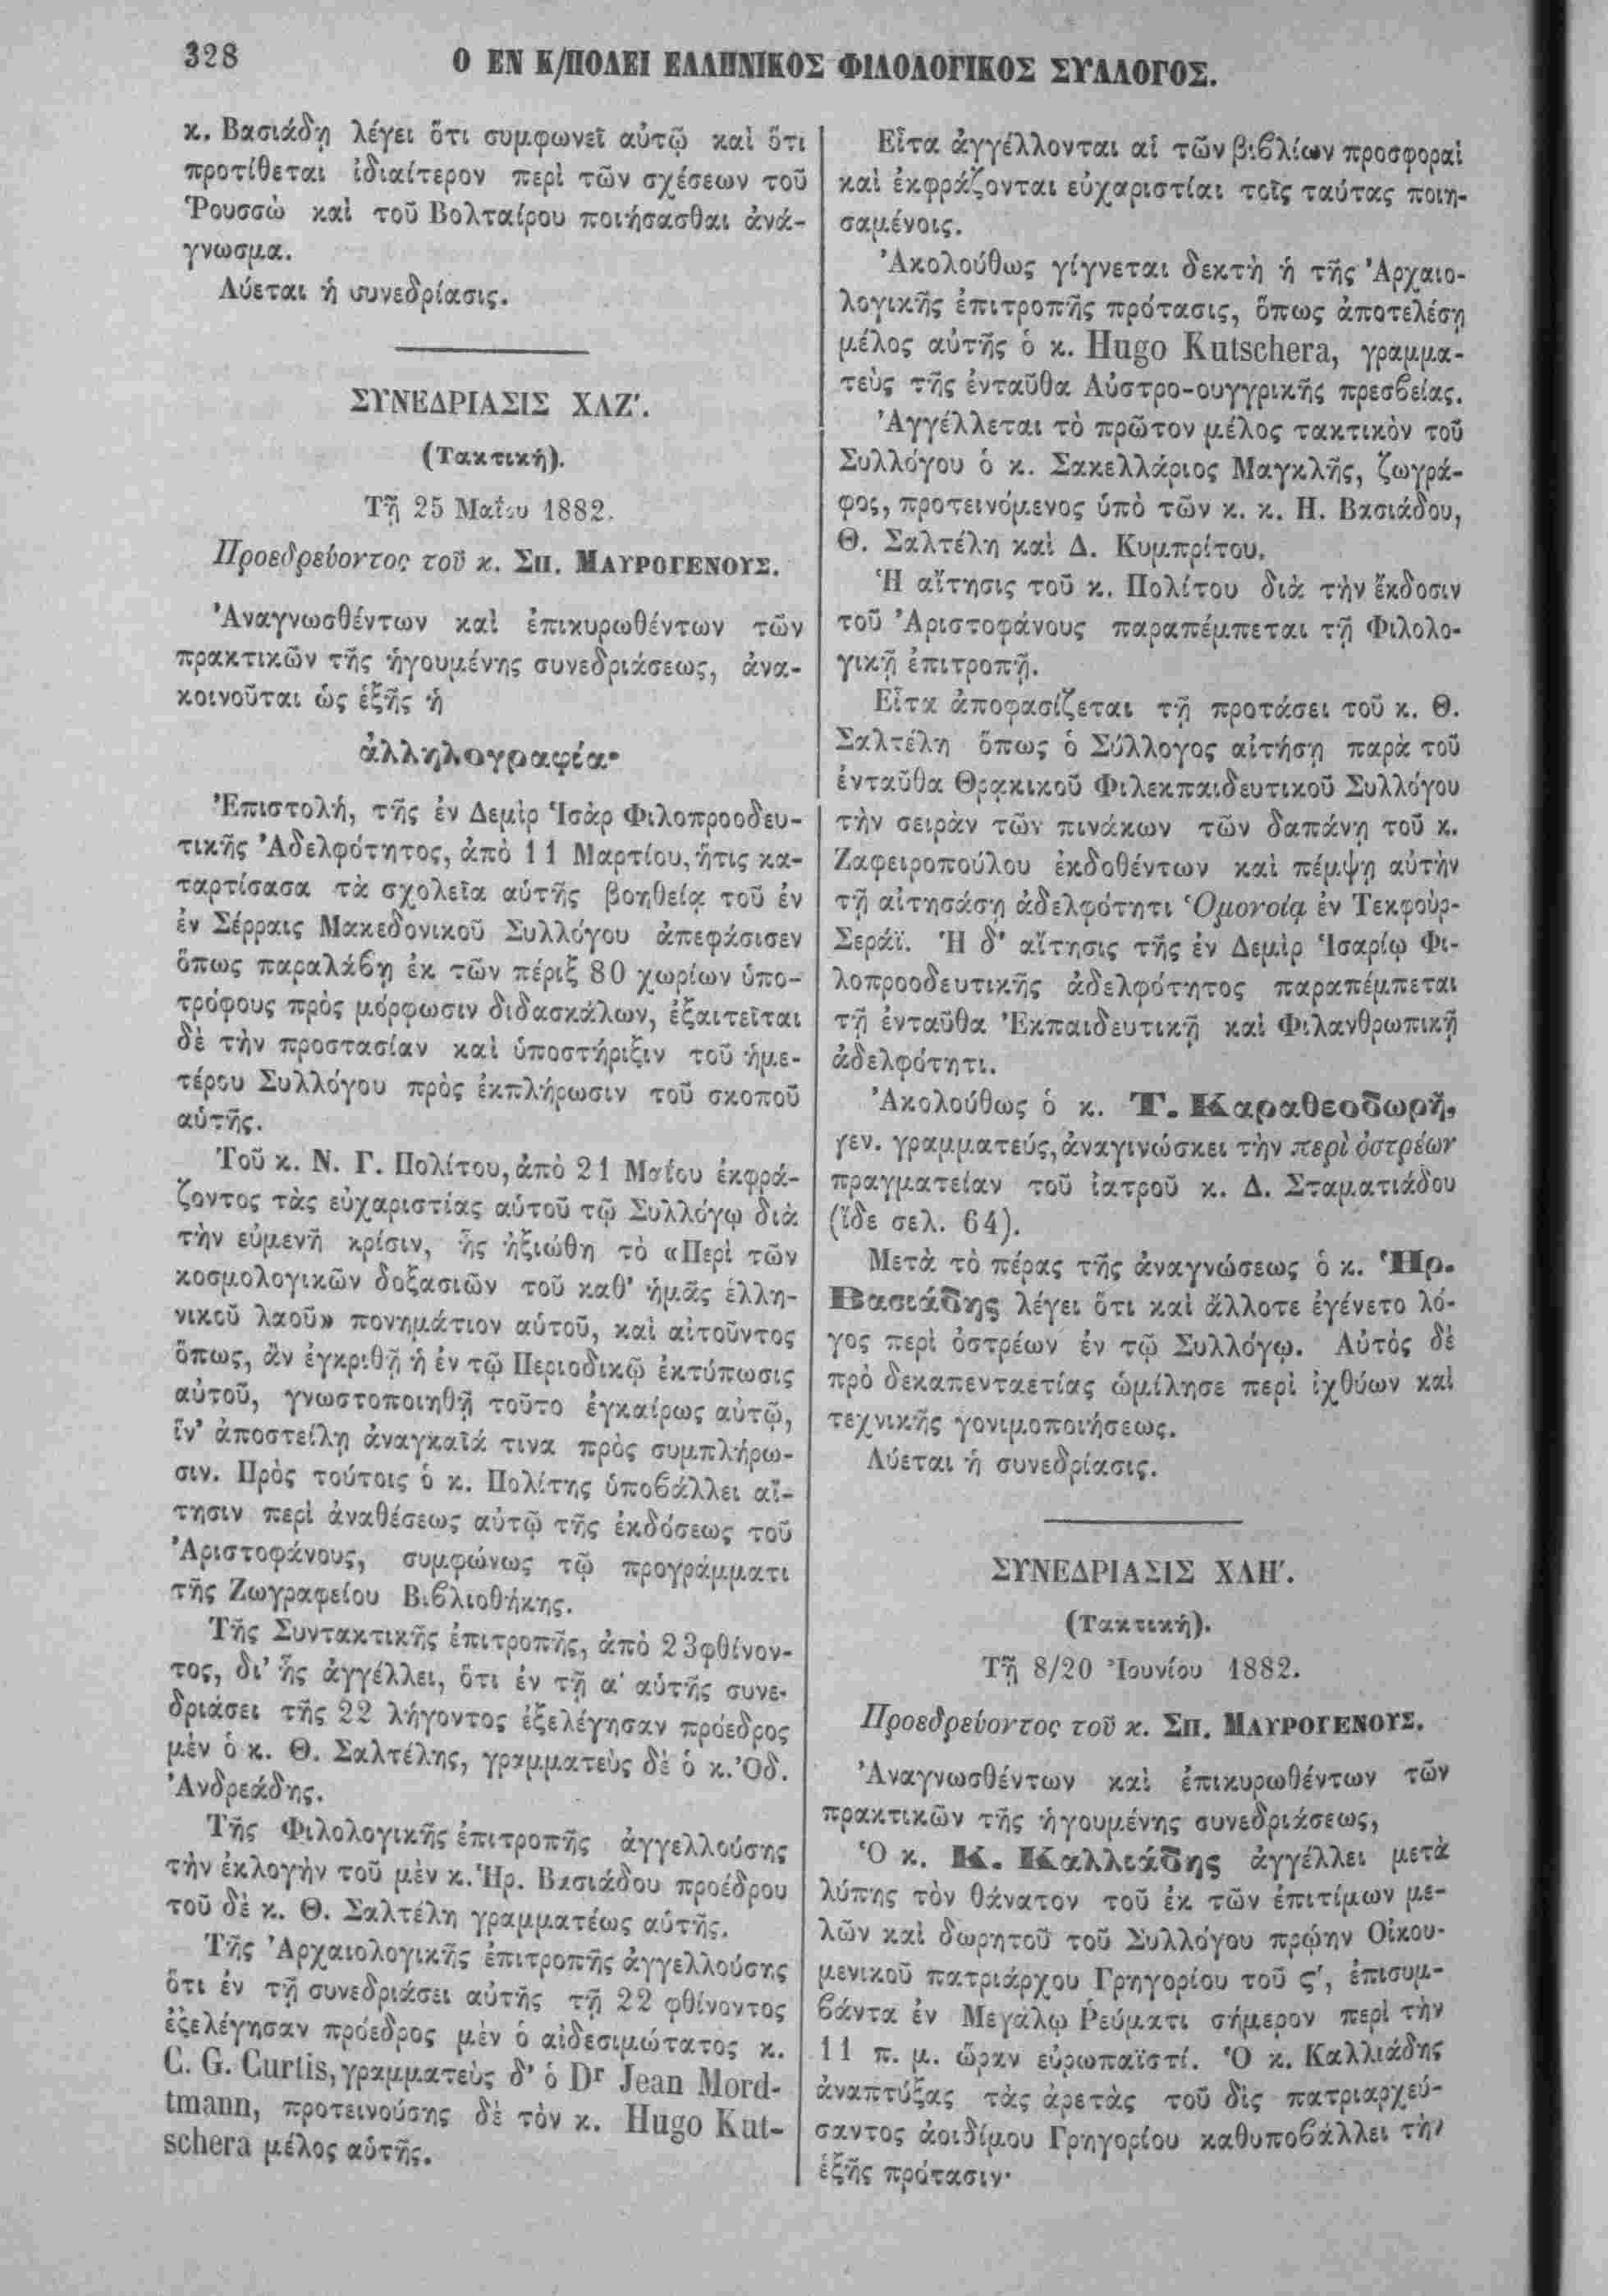 328
Ο ΕΝ Κ/ΠΟΛΕΙ ΕΛΛΗΝΙΚΟΣ ΦΙΛΟΛΟΓΙΚΟΣ ΣΥΛΛΟΓΟΣ.
κ. Βασιάδῃ λέγει ὅτι συμφωνεῖ αὐτῷ καὶ ὅτι
προτίθεται ἰδιαίτερον περὶ τῶν σχέσεων τοῦ
Ῥουσσὼ καὶ τοῦ Βολταίρου ποιήσασθαι ἀνά-
γνωσμα.
Λύεται ἡ συνεδρίασις.
ΣΥΝΕΔΡΙΑΣΙΣ ΧΛΖʹ.
(Τακτική).
Τῇ 25 Μαΐου 1882.
Προεδρεύοντος τοῦ κ. Σπ. ΜΑΥΡΟΓΕΝΟΥΣ.
Ἀναγνωσθέντων καὶ ἐπικυρωθέντων τῶν
πρακτικῶν τῆς ἡγουμένης συνεδριάσεως, ἀνα-
κοινοῦται ὡς ἑξῆς ἡ
ἀλληλογραφία·
Ἐπιστολή, τῆς ἐν Δεμὶρ Ἱσὰρ Φιλοπροοδευ-
τικῆς Ἀδελφότητος, ἀπὸ 11 Μαρτίου, ἥτις κα-
ταρτίσασα τὰ σχολεῖα αὑτῆς βοηθείᾳ τοῦ ἐν
ἐν Σέρραις Μακεδονικοῦ Συλλόγου ἀπεφάσισεν
ὅπως παραλάβῃ ἐκ τῶν πέριξ 80 χωρίων ὑπο-
τρόφους πρὸς μόρφωσιν διδασκάλων, ἐξαιτεῖται
δὲ τὴν προστασίαν καὶ ὑποστήριξιν τοῦ ἡμε-
τέρου Συλλόγου πρὸς ἐκπλήρωσιν τοῦ σκοποῦ
αὑτῆς.
Τοῦ κ. Ν. Γ. Πολίτου, ἀπὸ 21 Μαΐου ἐκφρά-
ζοντος τὰς εὐχαριστίας αὑτοῦ τῷ Συλλόγῳ διὰ
τὴν εὐμενῆ κρίσιν, ἧς ἠξιώθη τὸ «Περὶ τῶν
κοσμολογικῶν δοξασιῶν τοῦ καθ' ἡμᾶς ἑλλη-
νικοῦ λαοῦ» πονημάτιον αὑτοῦ, καὶ αἰτοῦντος
ὅπως, ἂν ἐγκριθῇ ἡ ἐν τῷ Περιοδικῷ ἐκτύπωσις
αὐτοῦ, γνωστοποιηθῇ τοῦτο ἐγκαίρως αὐτῷ,
ἵν' ἀποστείλῃ ἀναγκαῖά τινα πρὸς συμπλήρω-
σιν. Πρὸς τούτοις ὁ κ. Πολίτης ὑποβάλλει αἴ-
τησιν περὶ ἀναθέσεως αὐτῷ τῆς ἐκδόσεως τοῦ
Ἀριστοφάνους, συμφώνως τῷ προγράμματι
τῆς Ζωγραφείου Βιβλιοθήκης.
Τῆς Συντακτικῆς ἐπιτροπῆς, ἀπὸ 23 φθίνον-
τος, δι' ἧς ἀγγέλλει, ὅτι ἐν τῇ αʹ αὑτῆς συνε-
δριάσει τῆς 22 λήγοντος ἐξελέγησαν πρόεδρος
μὲν ὁ κ. Θ. Σαλτέλης, γραμματεὺς δὲ ὁ κ. Ὀδ.
Ἀνδρεάδης.
Τῆς Φιλολογικῆς ἐπιτροπῆς ἀγγελλούσης
τὴν ἐκλογὴν τοῦ μὲν κ. Ἡρ. Βασιάδου προέδρου
τοῦ δὲ κ. Θ. Σαλτέλη γραμματέως αὑτῆς.
Τῆς Ἀρχαιολογικῆς ἐπιτροπῆς ἀγγελλούσης
ὅτι ἐν τῇ συνεδριάσει αὑτῆς τῇ 22 φθίνοντος
ἐξελέγησαν πρόεδρος μὲν ὁ αἰδεσιμώτατος κ.
C. G. Curtis, γραμματεὺς δ' ὁ Dr Jean Mord-
tmann, προτεινούσης δὲ τὸν κ. Hugo Kut-
schera μέλος αὑτῆς.
Εἶτα ἀγγέλλονται αἱ τῶν βιβλίων προσφοραὶ
καὶ ἐκφράζονται εὐχαριστίαι τοῖς ταύτας ποιη-
σαμένοις.
Ἀκολούθως γίγνεται δεκτὴ ἡ τῆς Ἀρχαιο-
λογικῆς ἐπιτροπῆς πρότασις, ὅπως ἀποτελέσῃ
μέλος αὐτῆς ὁ κ. Hugo Kutschera, γραμμα-
τεὺς τῆς ἐνταῦθα Αὐστρο-ουγγρικῆς πρεσβείας.
Ἀγγέλλεται τὸ πρῶτον μέλος τακτικὸν τοῦ
Συλλόγου ὁ κ. Σακελλάριος Μαγκλῆς, ζωγρά-
φος, προτεινόμενος ὑπὸ τῶν κ. κ. Η. Βασιάδου,
Θ. Σαλτέλη καὶ Δ. Κυμπρίτου.
Ἡ αἴτησις τοῦ κ. Πολίτου διὰ τὴν ἔκδοσιν
τοῦ Ἀριστοφάνους παραπέμπεται τῇ Φιλολο-
γικῇ ἐπιτροπῇ.
Εἶτα ἀποφασίζεται τῇ προτάσει τοῦ κ. Θ.
Σαλτέλη ὅπως ὁ Σύλλογος αἰτήσῃ παρὰ τοῦ
ἐνταῦθα Θρᾳκικοῦ Φιλεκπαιδευτικοῦ Συλλόγου
τὴν σειρὰν τῶν πινάκων τῶν δαπάνῃ τοῦ κ.
Ζαφειροπούλου ἐκδοθέντων καὶ πέμψῃ αὐτὴν
τῇ αἰτησάσῃ ἀδελφότητι Ὁμονοίᾳ ἐν Τεκφοὺρ-
Σεράϊ. Ἡ δ' αἴτησις τῆς ἐν Δεμὶρ Ἱσαρίῳ Φι-
λοπροοδευτικῆς ἀδελφότητος παραπέμπεται
τῇ ἐνταῦθα Ἐκπαιδευτικῇ καὶ Φιλανθρωπικῇ
ἀδελφότητι.
Ἀκολούθως ὁ κ. Τ. Καραθεοδωρῆ,
γεν. γραμματεύς, ἀναγινώσκει τὴν περὶ ὀστρέων
πραγματείαν τοῦ ἰατροῦ κ. Δ. Σταματιάδου
(ἴδε σελ. 64).
Μετὰ τὸ πέρας τῆς ἀναγνώσεως ὁ κ. Ἡρ.
Βασιάδης λέγει ὅτι καὶ ἄλλοτε ἐγένετο λό-
γος περὶ ὀστρέων ἐν τῷ Συλλόγῳ. Αὐτὸς δὲ
πρὸ δεκαπενταετίας ὡμίλησε περὶ ἰχθύων καὶ
τεχνικῆς γονιμοποιήσεως.
Λύεται ἡ συνεδρίασις.
ΣΥΝΕΔΡΙΑΣΙΣ ΧΛΗʹ.
(Τακτική).
Τῇ 8/20 Ἰουνίου 1882.
Προεδρεύοντος τοῦ κ. Σπ. ΜΑΥΡΟΓΕΝΟΥΣ.
Ἀναγνωσθέντων καὶ ἐπικυρωθέντων τῶν
πρακτικῶν τῆς ἡγουμένης συνεδριάσεως,
Ὁ κ. Κ. Καλλιάδης ἀγγέλλει μετὰ
λύπης τὸν θάνατον τοῦ ἐκ τῶν ἐπιτίμων με-
λῶν καὶ δωρητοῦ τοῦ Συλλόγου πρῴην Οἰκου-
μενικοῦ πατριάρχου Γρηγορίου τοῦ ϛʹ, ἐπισυμ-
βάντα ἐν Μεγάλῳ Ῥεύματι σήμερον περὶ τὴν
11 π. μ. ὥραν εὐρωπαϊστί. Ὁ κ. Καλλιάδης
ἀναπτύξας τὰς ἀρετὰς τοῦ δὶς πατριαρχεύ-
σαντος ἀοιδίμου Γρηγορίου καθυποβάλλει τὴν
ἑξῆς πρότασιν·